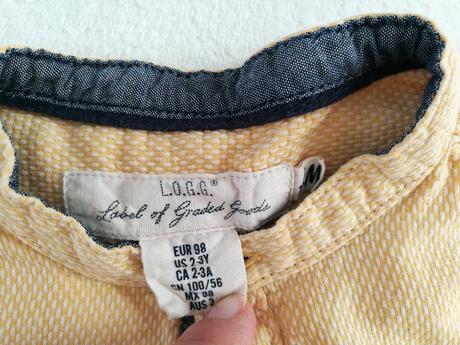 L.O.G.G.®
Label of Graded Goods
M
EUR 98
US 2-3Y
CA 2-3A
CN 100/56
MX 98
AUS 3